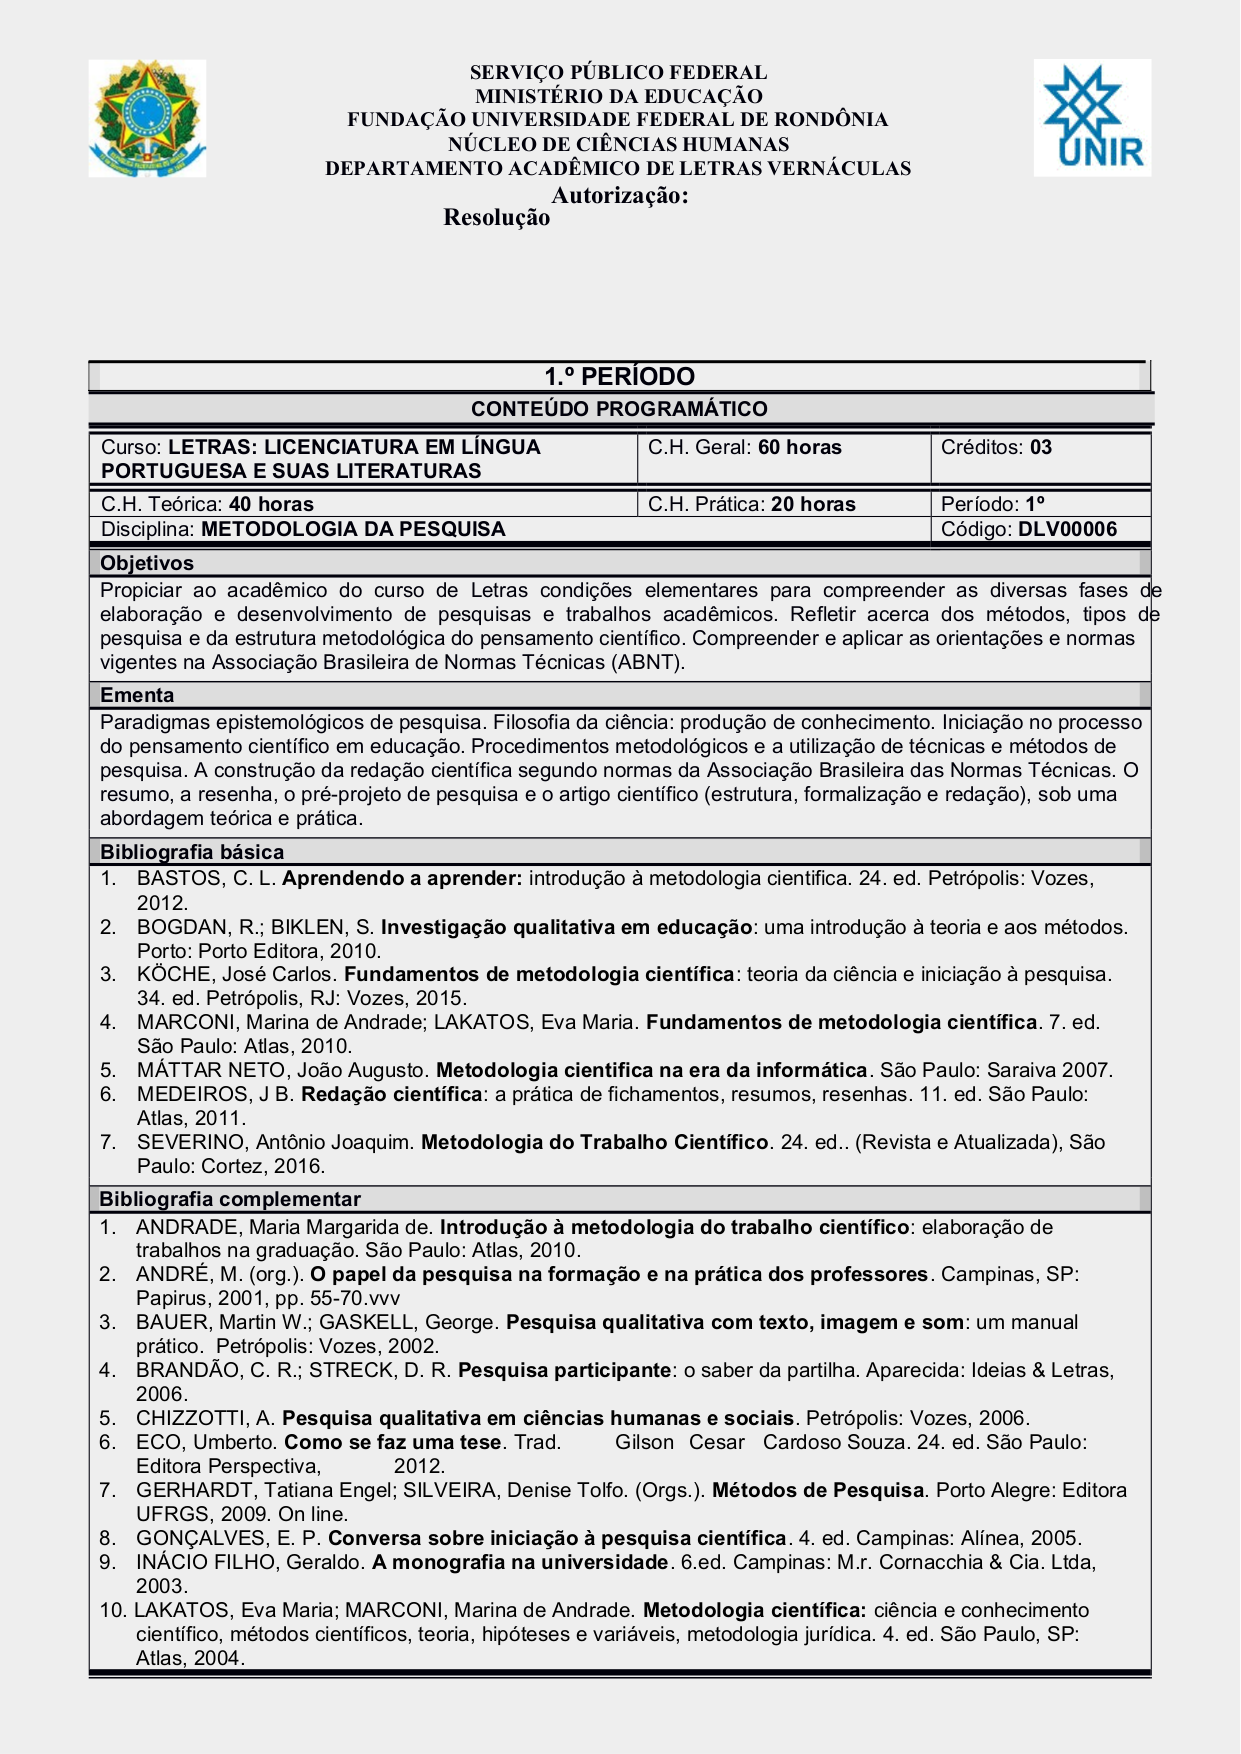 SERVIÇO PÚBLICO FEDERAL
MINISTÉRIO DA EDUCAÇÃO
FUNDAÇÃO UNIVERSIDADE FEDERAL DE RONDÔNIA
NÚCLEO DE CIÊNCIAS HUMANAS
DEPARTAMENTO ACADÊMICO DE LETRAS VERNÁCULAS
Autorização:
Resolução
UNIR
1.º PERÍODO
CONTEÚDO PROGRAMÁTICO
Curso: LETRAS: LICENCIATURA EM LÍNGUA PORTUGUESA E SUAS LITERATURAS
C.H. Geral: 60 horas
Créditos: 03
C.H. Teórica: 40 horas
C.H. Prática: 20 horas
Período: 1º
Disciplina: METODOLOGIA DA PESQUISA
Código: DLV00006
Objetivos
Propiciar ao acadêmico do curso de Letras condições elementares para compreender as diversas fases de
elaboração e desenvolvimento de pesquisas e trabalhos acadêmicos. Refletir acerca dos métodos, tipos de
pesquisa e da estrutura metodológica do pensamento científico. Compreender e aplicar as orientações e normas
vigentes na Associação Brasileira de Normas Técnicas (ABNT).
Ementa
Paradigmas epistemológicos de pesquisa. Filosofia da ciência: produção de conhecimento. Iniciação no processo
do pensamento científico em educação. Procedimentos metodológicos e a utilização de técnicas e métodos de
pesquisa. A construção da redação científica segundo normas da Associação Brasileira das Normas Técnicas. O
resumo, a resenha, o pré-projeto de pesquisa e o artigo científico (estrutura, formalização e redação), sob uma
abordagem teórica e prática.
Bibliografia básica
1. BASTOS, C. L. Aprendendo a aprender: introdução à metodologia cientifica. 24. ed. Petrópolis: Vozes,
2012.
2. BOGDAN, R.; BIKLEN, S. Investigação qualitativa em educação: uma introdução à teoria e aos métodos.
Porto: Porto Editora, 2010.
3. KÖCHE, José Carlos. Fundamentos de metodologia científica: teoria da ciência e iniciação à pesquisa.
34. ed. Petrópolis, RJ: Vozes, 2015.
4. MARCONI, Marina de Andrade; LAKATOS, Eva Maria. Fundamentos de metodologia científica. 7. ed.
São Paulo: Atlas, 2010.
5. MÁTTAR NETO, João Augusto. Metodologia cientifica na era da informática. São Paulo: Saraiva 2007.
6. MEDEIROS, J B. Redação científica: a prática de fichamentos, resumos, resenhas. 11. ed. São Paulo:
Atlas, 2011.
7. SEVERINO, Antônio Joaquim. Metodologia do Trabalho Científico. 24. ed.. (Revista e Atualizada), São
Paulo: Cortez, 2016.
Bibliografia complementar
1. ANDRADE, Maria Margarida de. Introdução à metodologia do trabalho científico: elaboração de
trabalhos na graduação. São Paulo: Atlas, 2010.
2. ANDRÉ, M. (org.). O papel da pesquisa na formação e na prática dos professores. Campinas, SP:
Papirus, 2001, pp. 55-70.vvv
3. BAUER, Martin W.; GASKELL, George. Pesquisa qualitativa com texto, imagem e som: um manual
prático. Petrópolis: Vozes, 2002.
4. BRANDÃO, C. R.; STRECK, D. R. Pesquisa participante: o saber da partilha. Aparecida: Ideias & Letras,
2006.
5. CHIZZOTTI, A. Pesquisa qualitativa em ciências humanas e sociais. Petrópolis: Vozes, 2006.
6. ECO, Umberto. Como se faz uma tese. Trad. Gilson Cesar Cardoso Souza. 24. ed. São Paulo:
Editora Perspectiva, 2012.
7. GERHARDT, Tatiana Engel; SILVEIRA, Denise Tolfo. (Orgs.). Métodos de Pesquisa. Porto Alegre: Editora
UFRGS, 2009. On line.
8. GONÇALVES, E. P. Conversa sobre iniciação à pesquisa científica. 4. ed. Campinas: Alínea, 2005.
9. INÁCIO FILHO, Geraldo. A monografia na universidade. 6.ed. Campinas: M.r. Cornacchia & Cia. Ltda,
2003.
10. LAKATOS, Eva Maria; MARCONI, Marina de Andrade. Metodologia científica: ciência e conhecimento
científico, métodos científicos, teoria, hipóteses e variáveis, metodologia jurídica. 4. ed. São Paulo, SP:
Atlas, 2004.